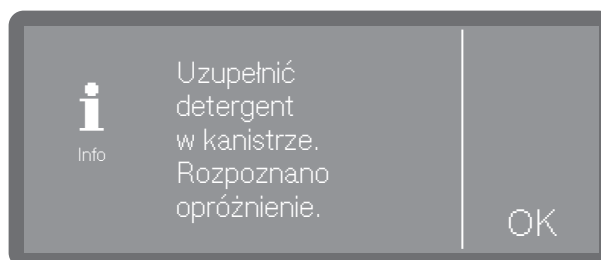 Uzupełnić
detergent
w kanistrze.
Rozpoznano
opróżnienie.
Info
OK